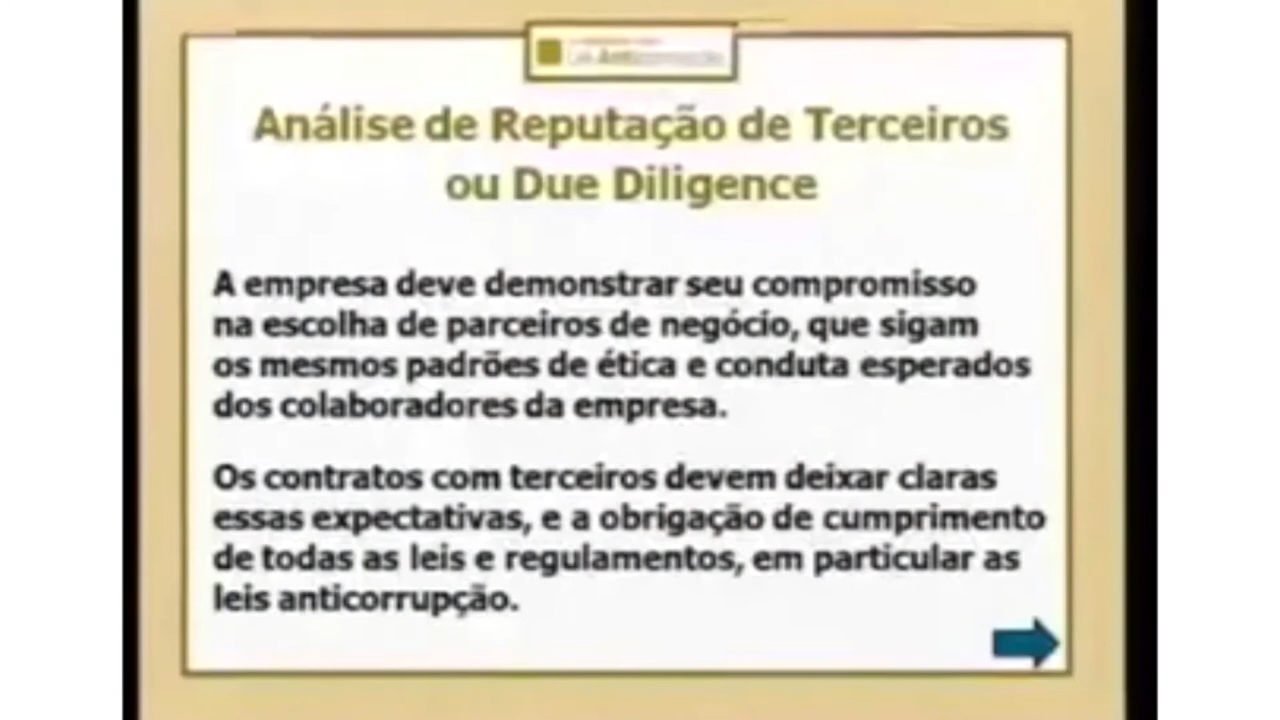 Análise de Reputação de Terceiros
ou Due Diligence
A empresa deve demonstrar seu compromisso
na escolha de parceiros de negócio, que sigam
os mesmos padrões de ética e conduta esperados
dos colaboradores da empresa.
Os contratos com terceiros devem deixar claras
essas expectativas, e a obrigação de cumprimento
de todas as leis e regulamentos, em particular as
leis anticorrupção.